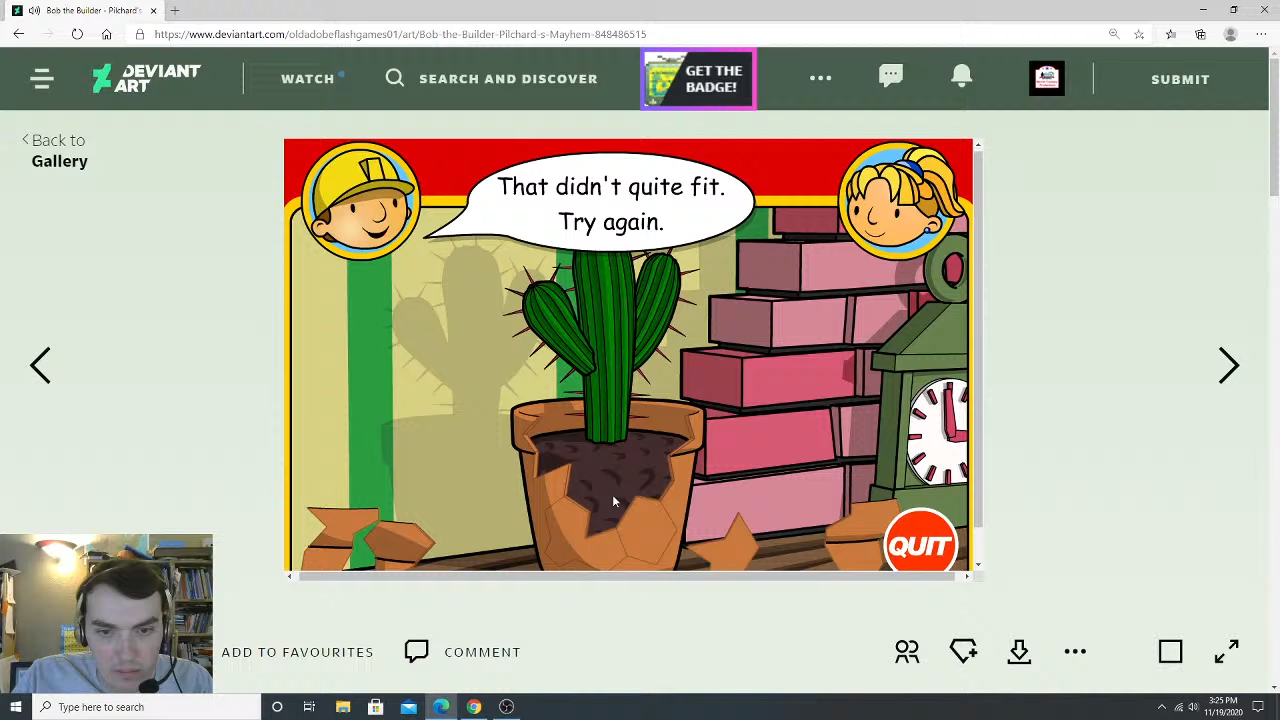 Bob the Builder - Pilchard's
https://www.deviantart.com/oldadobeflashgames01/art/Bob-the-Builder-Pilchard-s-Mayhem-848486515
DEVIANT
ART
WATCH
SEARCH AND DISCOVER
GET THE
BADGE!
SUBMIT
Back to
Gallery
That didn't quite fit.
Try again.
QUIT
ADD TO FAVOURITES
COMMENT
Type here to search
3:25 PM
11/19/2020